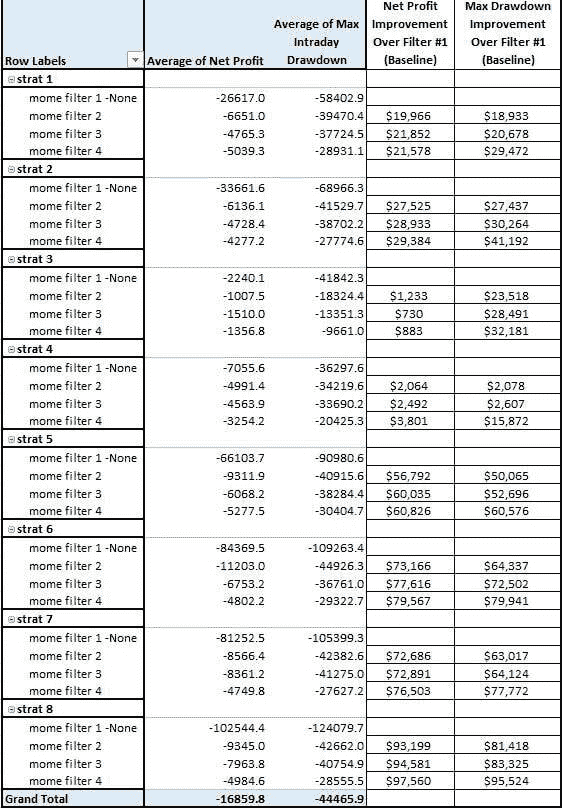 Row Labels Average of Net Profit Average of Max Intraday Drawdown Net Profit Improvement Over Filter #1 (Baseline) Max Drawdown Improvement Over Filter #1 (Baseline)
strat 1
mome filter 1 -None -26617.0 -58402.9
mome filter 2 -6651.0 -39470.4 $19,966 $18,933
mome filter 3 -4765.3 -37724.5 $21,852 $20,678
mome filter 4 -5039.3 -28931.1 $21,578 $29,472
strat 2
mome filter 1 -None -33661.6 -68966.3
mome filter 2 -6136.1 -41529.7 $27,525 $27,437
mome filter 3 -4728.4 -38702.2 $28,933 $30,264
mome filter 4 -4277.2 -27774.6 $29,384 $41,192
strat 3
mome filter 1 -None -2240.1 -41842.3
mome filter 2 -1007.5 -18324.4 $1,233 $23,518
mome filter 3 -1510.0 -13351.3 $730 $28,491
mome filter 4 -1356.8 -9661.0 $883 $32,181
strat 4
mome filter 1 -None -7055.6 -36297.6
mome filter 2 -4991.4 -34219.6 $2,064 $2,078
mome filter 3 -4563.9 -33690.2 $2,492 $2,607
mome filter 4 -3254.2 -20425.3 $3,801 $15,872
strat 5
mome filter 1 -None -66103.7 -90980.6
mome filter 2 -9311.9 -40915.6 $56,792 $50,065
mome filter 3 -6068.2 -38284.4 $60,035 $52,696
mome filter 4 -5277.5 -30404.7 $60,826 $60,576
strat 6
mome filter 1 -None -84369.5 -109263.4
mome filter 2 -11203.0 -44926.3 $73,166 $64,337
mome filter 3 -6753.2 -36761.0 $77,616 $72,502
mome filter 4 -4802.2 -29322.7 $79,567 $79,941
strat 7
mome filter 1 -None -81252.5 -105399.3
mome filter 2 -8566.4 -42382.6 $72,686 $63,017
mome filter 3 -8361.2 -41275.0 $72,891 $64,124
mome filter 4 -4749.8 -27627.2 $76,503 $77,772
strat 8
mome filter 1 -None -102544.4 -124079.7
mome filter 2 -9345.0 -42662.0 $93,199 $81,418
mome filter 3 -7963.8 -40754.9 $94,581 $83,325
mome filter 4 -4984.6 -28555.5 $97,560 $95,524
Grand Total -16859.8 -44465.9